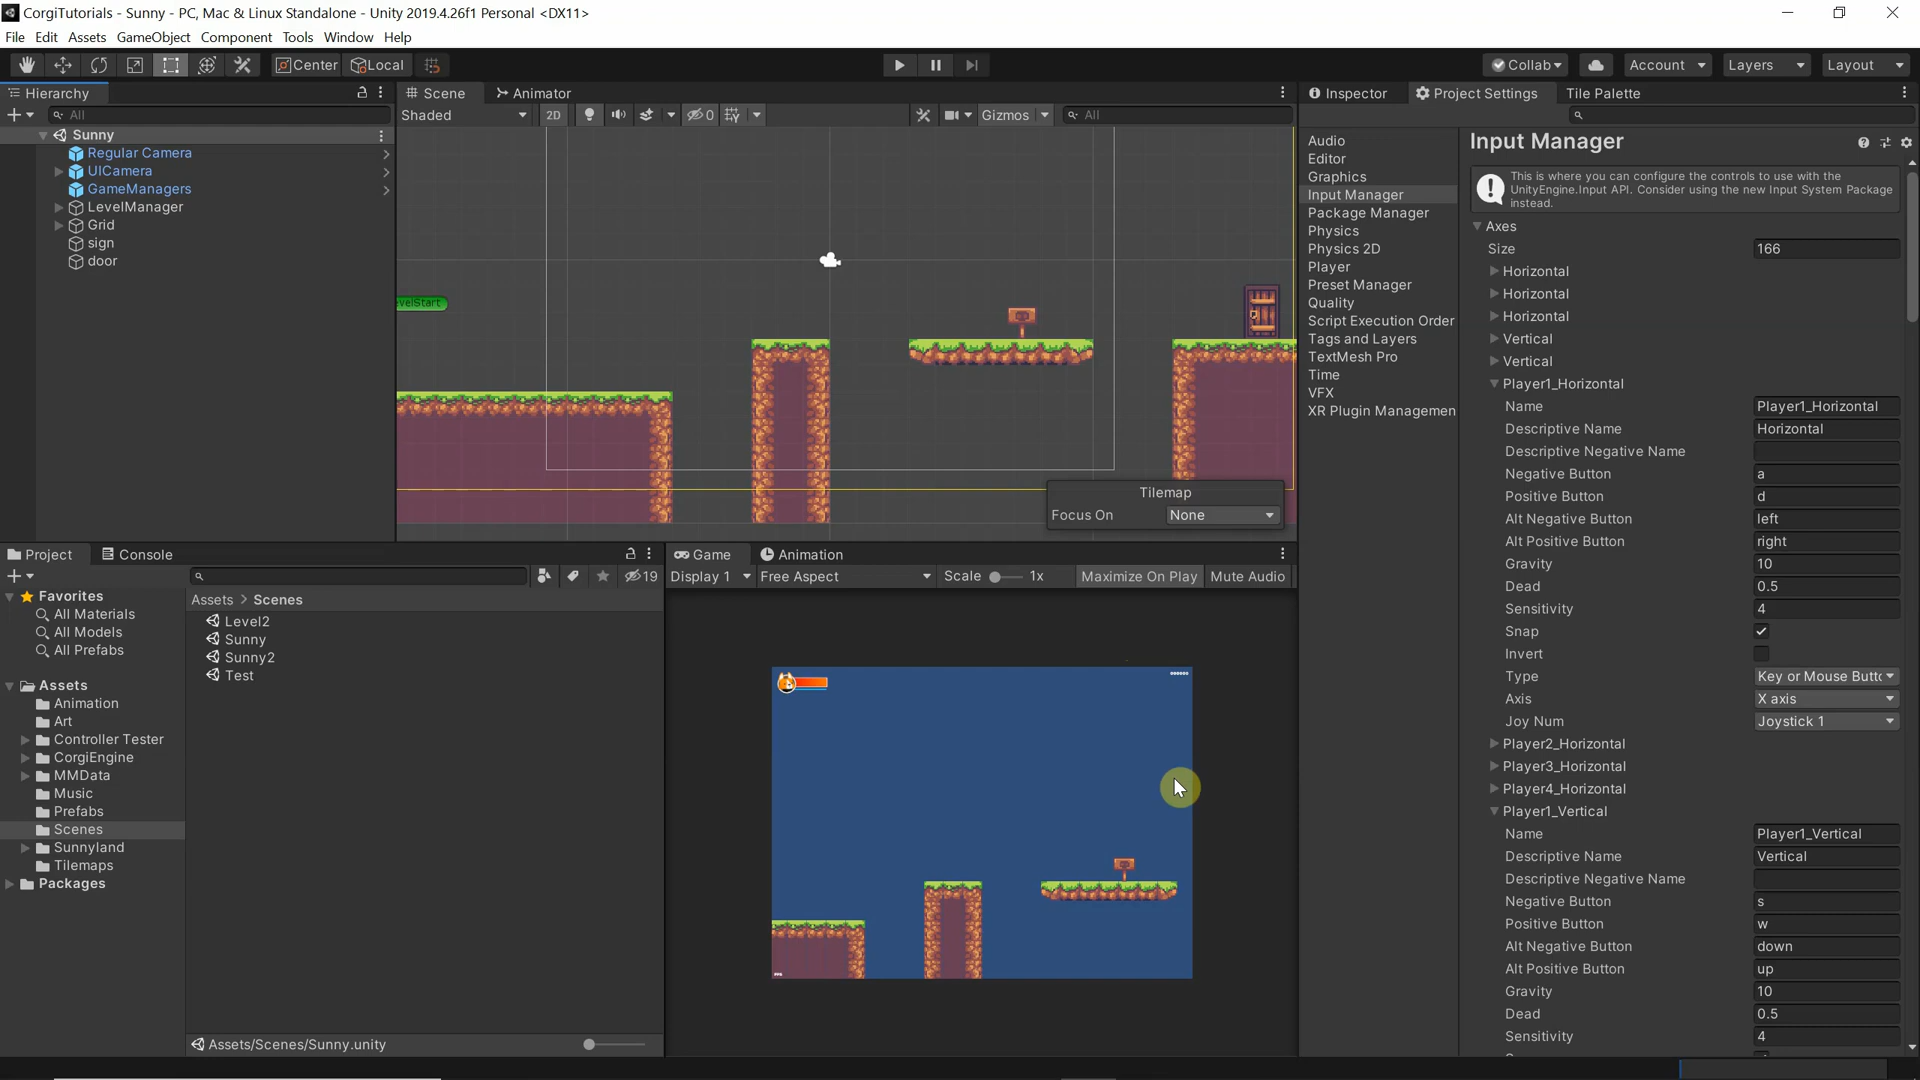 CorgiTutorials - Sunny - PC, Mac & Linux Standalone - Unity 2019.4.26f1 Personal <DX11>
File Edit Assets GameObject Component Tools Window Help
Center Local Collab Account Layers Layout
Hierarchy
All
Sunny
Regular Camera
UICamera
GameManagers
LevelManager
Grid
sign
door
Scene Animator
Shaded 2D 0 Gizmos All
evelStart
Tilemap
Focus On None
Inspector Project Settings Tile Palette
Audio
Editor
Graphics
Input Manager
Package Manager
Physics
Physics 2D
Player
Preset Manager
Quality
Script Execution Order
Tags and Layers
TextMesh Pro
Time
VFX
XR Plugin Managemen
Input Manager
This is where you can configure the controls to use with the
UnityEngine.Input API. Consider using the new Input System Package
instead.
Axes
Size 166
Horizontal
Horizontal
Horizontal
Vertical
Vertical
Player1_Horizontal
Name Player1_Horizontal
Descriptive Name Horizontal
Descriptive Negative Name
Negative Button a
Positive Button d
Alt Negative Button left
Alt Positive Button right
Gravity 10
Dead 0.5
Sensitivity 4
Snap
Invert
Type Key or Mouse Butt
Axis X axis
Joy Num Joystick 1
Player2_Horizontal
Player3_Horizontal
Player4_Horizontal
Player1_Vertical
Name Player1_Vertical
Descriptive Name Vertical
Descriptive Negative Name
Negative Button s
Positive Button w
Alt Negative Button down
Alt Positive Button up
Gravity 10
Dead 0.5
Sensitivity 4
Project Console
19
Favorites
All Materials
All Models
All Prefabs
Assets
Animation
Art
Controller Tester
CorgiEngine
MMData
Music
Prefabs
Scenes
Sunnyland
Tilemaps
Packages
Assets > Scenes
Level2
Sunny
Sunny2
Test
Assets/Scenes/Sunny.unity
Game Animation
Display 1 Free Aspect Scale 1x Maximize On Play Mute Audio